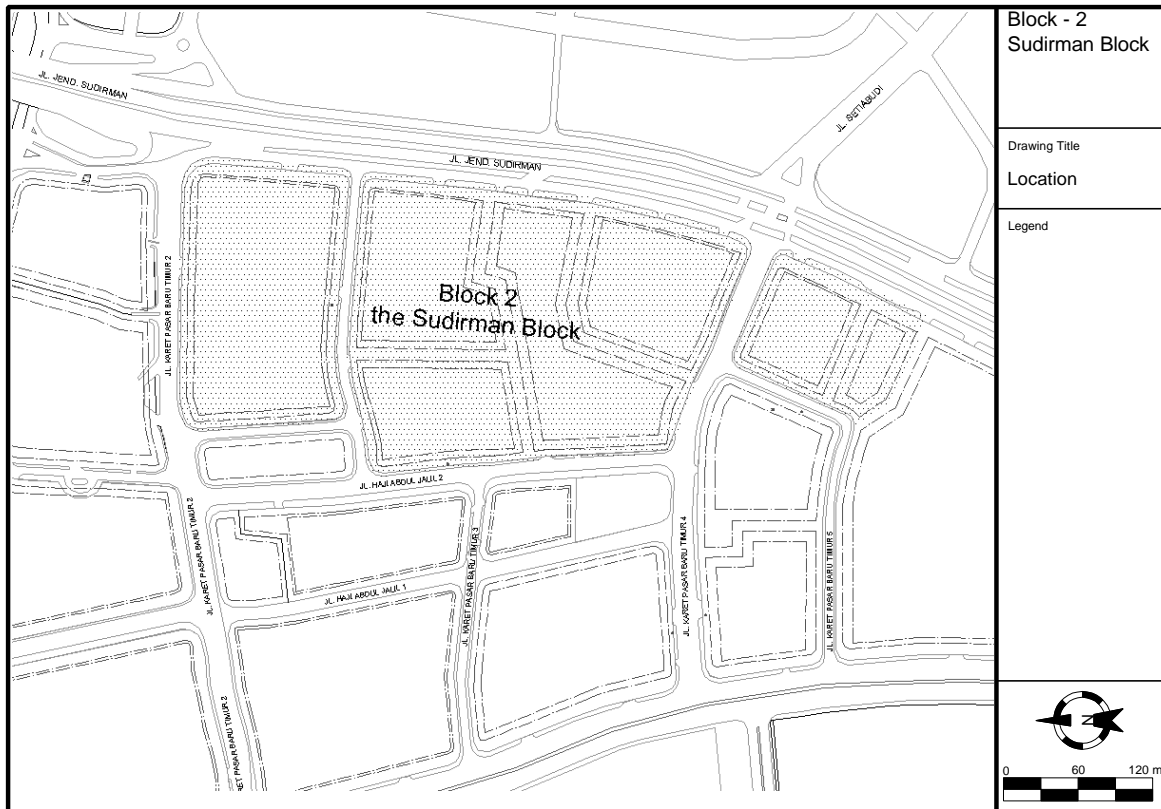 Block - 2
Sudirman Block
Drawing Title
Location
Legend
JL. JEND. SUDIRMAN
JL. SETIABUDI
JL. JEND. SUDIRMAN
JL. KARET PASAR BARU TIMUR 2
Block 2
the Sudirman Block
JL. HAJI ABDUL JALIL 2
JL. KARET PASAR BARU TIMUR 2
JL. KARET PASAR BARU TIMUR 3
JL. KARET PASAR BARU TIMUR 4
JL. KARET PASAR BARU TIMUR 5
JL. HAJI ABDUL JALIL 1
KARET PASAR BARU TIMUR 2
N
0 60 120 m